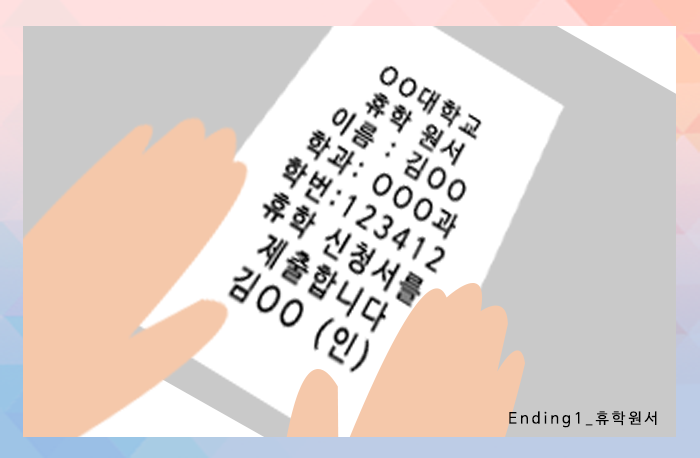 OO대학교
휴학 원서
이름 : 김OO
학과: OOO과
학번:123412
휴학 신청서를
제출합니다
김OO (인)
Ending1_휴학원서